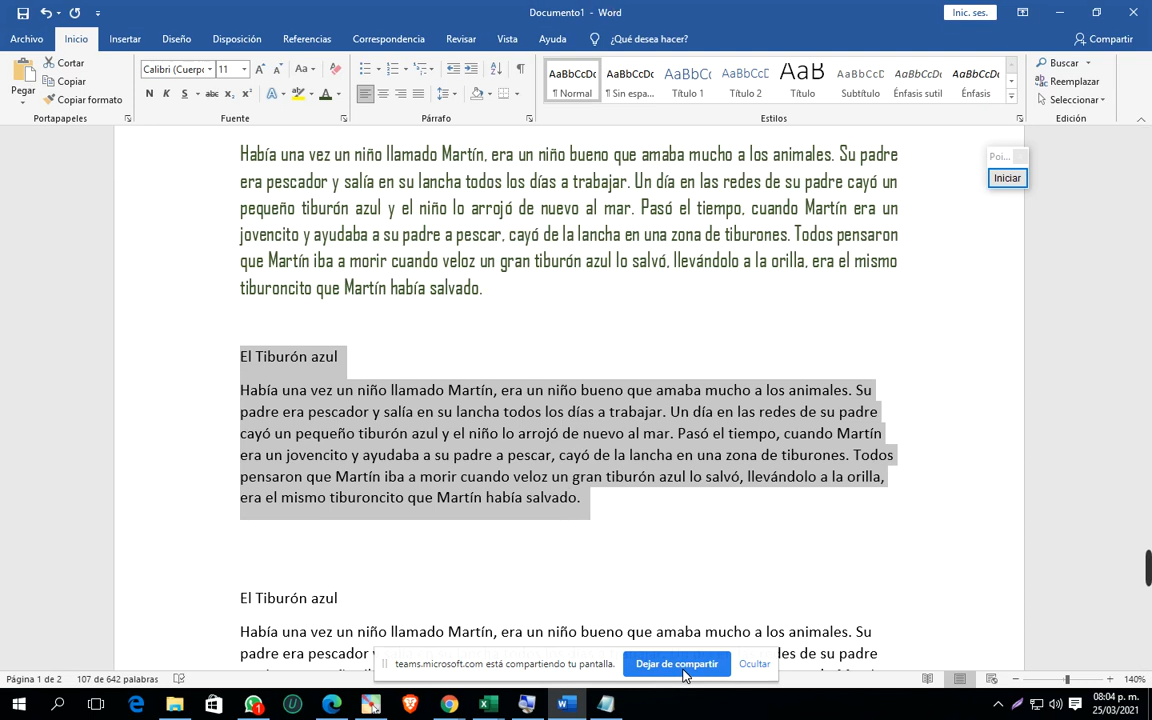 Documento1 - Word
Inic. ses.
Archivo Inicio Insertar Diseño Disposición Referencias Correspondencia Revisar Vista Ayuda ¿Qué desea hacer? Compartir
Pegar
Cortar
Copiar
Copiar formato
Portapapeles
Calibri (Cuerpo 11
Aa
N K S abc x₂ x²
Fuente
Párrafo
AaBbCcDc AaBbCcDc AaBbCc AaBbCcD AaB AaBbCcD AaBbCcDc AaBbCcDc
¶ Normal ¶ Sin espa... Título 1 Título 2 Título Subtítulo Énfasis sutil Énfasis
Estilos
Buscar
Reemplazar
Seleccionar
Edición
Poi...
Iniciar
Había una vez un niño llamado Martín, era un niño bueno que amaba mucho a los animales. Su padre
era pescador y salía en su lancha todos los días a trabajar. Un día en las redes de su padre cayó un
pequeño tiburón azul y el niño lo arrojó de nuevo al mar. Pasó el tiempo, cuando Martín era un
jovencito y ayudaba a su padre a pescar, cayó de la lancha en una zona de tiburones. Todos pensaron
que Martín iba a morir cuando veloz un gran tiburón azul lo salvó, llevándolo a la orilla, era el mismo
tiburoncito que Martín había salvado.
El Tiburón azul
Había una vez un niño llamado Martín, era un niño bueno que amaba mucho a los animales. Su
padre era pescador y salía en su lancha todos los días a trabajar. Un día en las redes de su padre
cayó un pequeño tiburón azul y el niño lo arrojó de nuevo al mar. Pasó el tiempo, cuando Martín
era un jovencito y ayudaba a su padre a pescar, cayó de la lancha en una zona de tiburones. Todos
pensaron que Martín iba a morir cuando veloz un gran tiburón azul lo salvó, llevándolo a la orilla,
era el mismo tiburoncito que Martín había salvado.
El Tiburón azul
Había una vez un niño llamado Martín, era un niño bueno que amaba mucho a los animales. Su
padre era pescador des de su padre
teams.microsoft.com está compartiendo tu pantalla. Dejar de compartir Ocultar
Página 1 de 2 107 de 642 palabras 140%
08:04 p. m.
25/03/2021